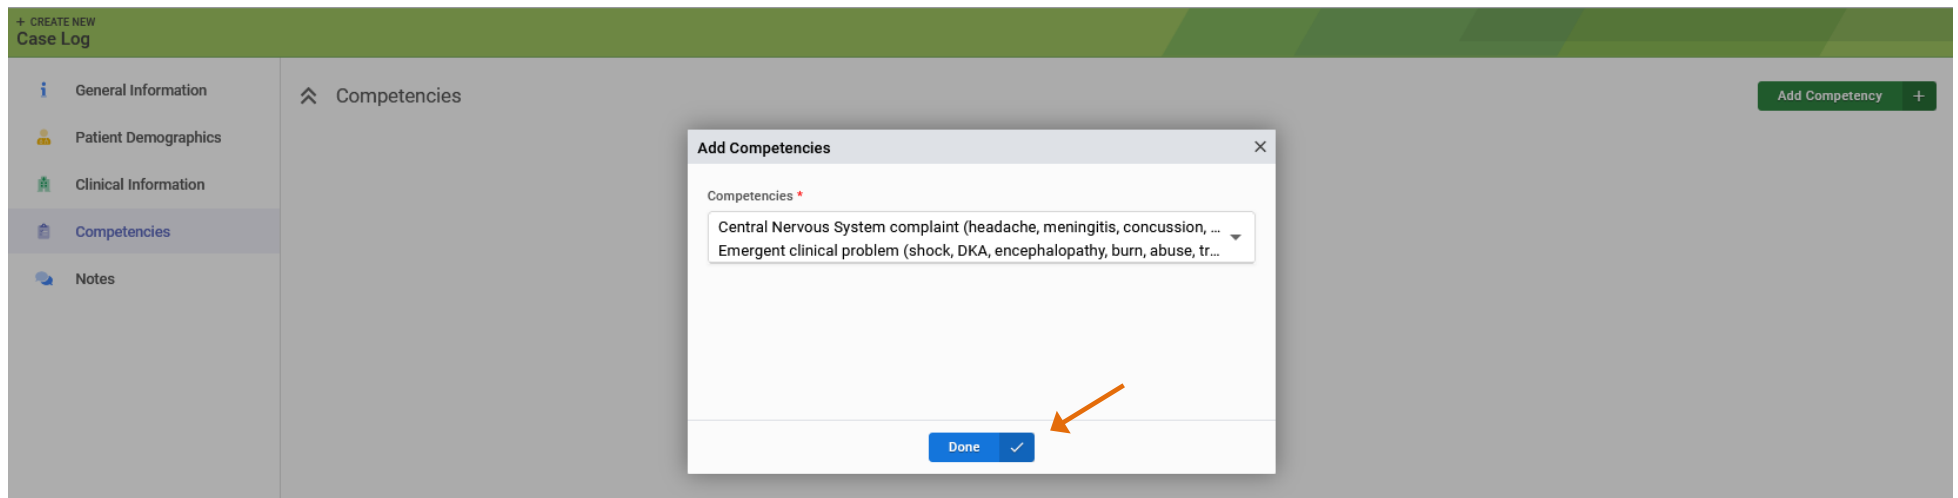 + CREATE NEW
Case Log
General Information
Patient Demographics
Clinical Information
Competencies
Notes
Competencies
Add Competency +
Add Competencies
Competencies *
Central Nervous System complaint (headache, meningitis, concussion, ...
Emergent clinical problem (shock, DKA, encephalopathy, burn, abuse, tr...
Done